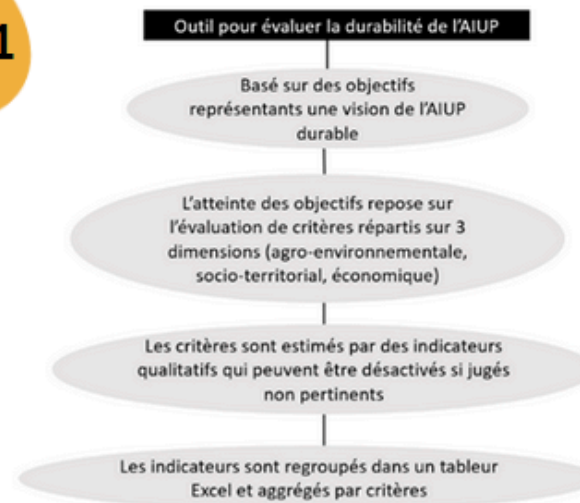 1
Outil pour évaluer la durabilité de l'AIUP
Basé sur des objectifs
représentants une vision de l'AIUP
durable
L'atteinte des objectifs repose sur
l'évaluation de critères répartis sur 3
dimensions (agro-environnementale,
socio-territorial, économique)
Les critères sont estimés par des indicateurs
qualitatifs qui peuvent être désactivés si jugés
non pertinents
Les indicateurs sont regroupés dans un tableur
Excel et aggrégés par critères